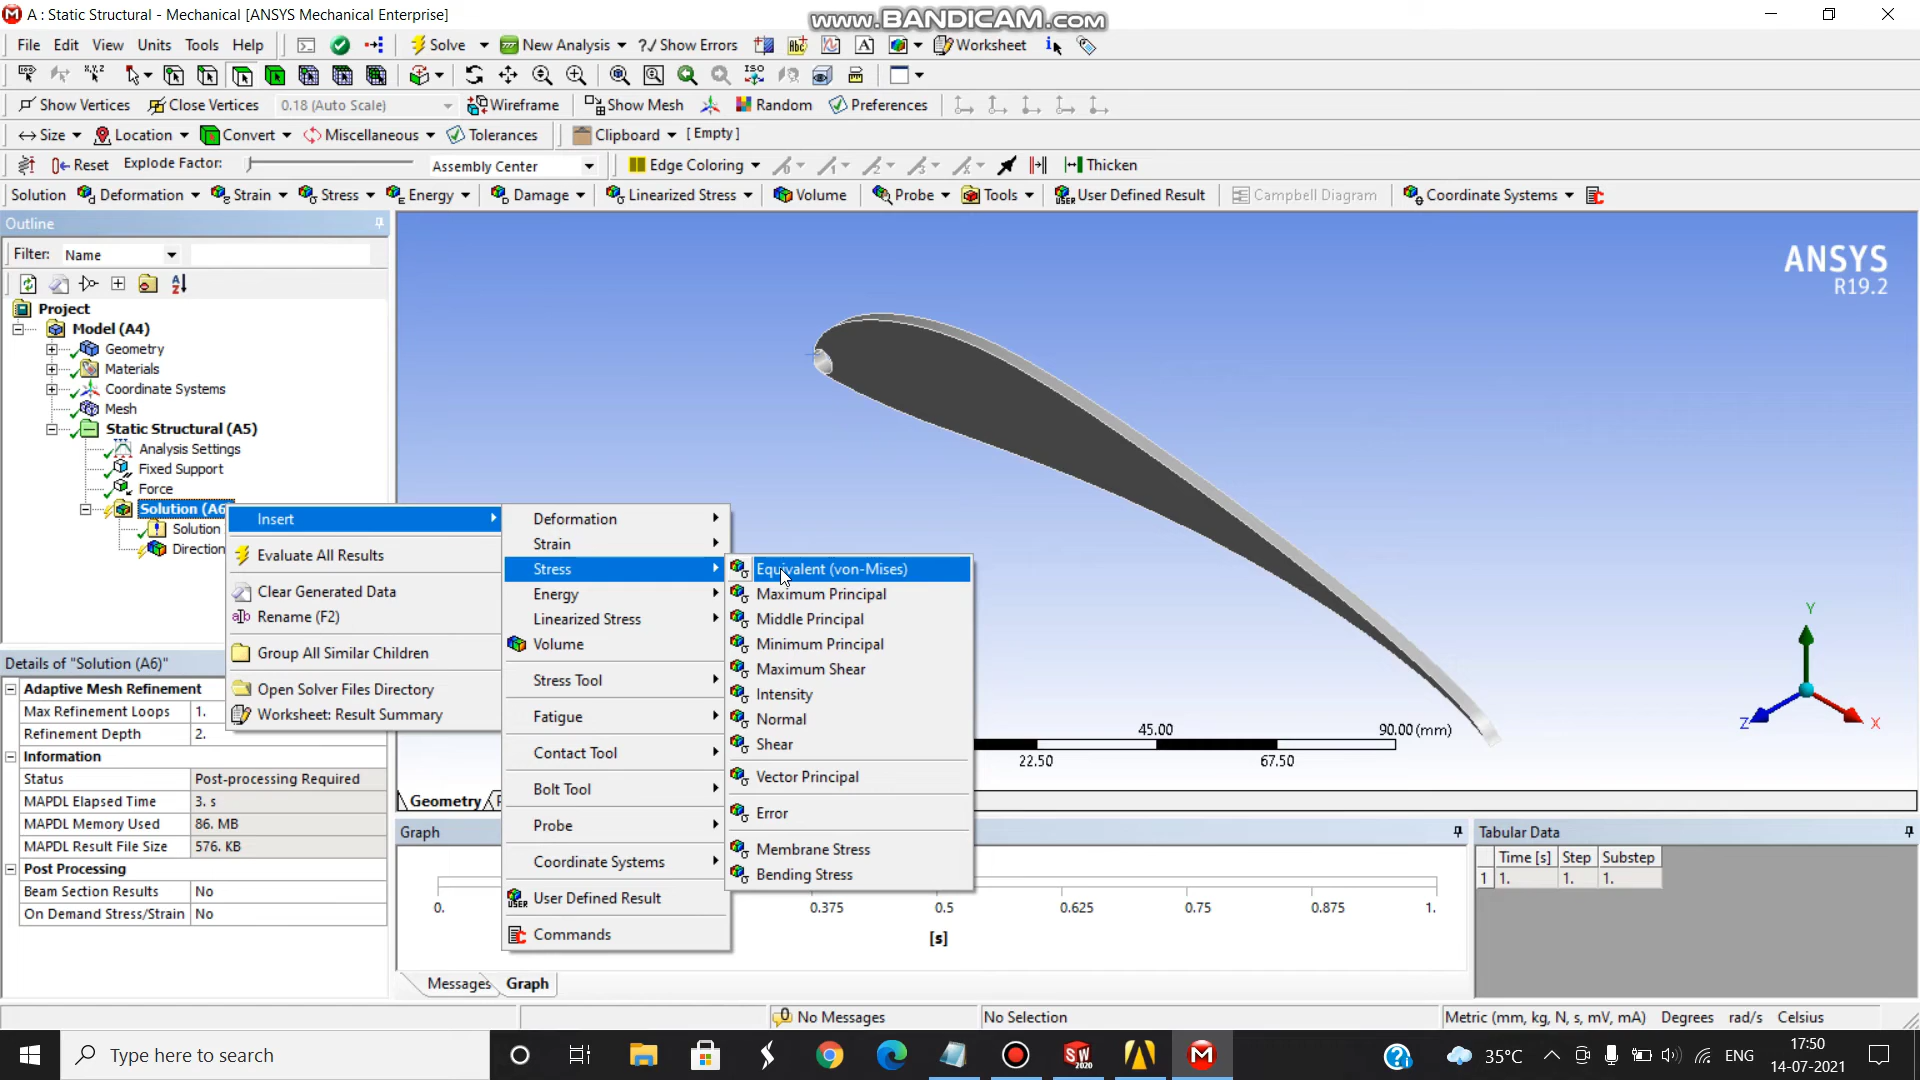 A : Static Structural - Mechanical [ANSYS Mechanical Enterprise]
www.BANDICAM.com
File Edit View Units Tools Help Solve New Analysis ?/ Show Errors Worksheet
Show Vertices Close Vertices 0.18 (Auto Scale) Wireframe Show Mesh Random Preferences
Size Location Convert Miscellaneous Tolerances Clipboard [ Empty ]
Reset Explode Factor: Assembly Center Edge Coloring Thicken
Solution Deformation Strain Stress Energy Damage Linearized Stress Volume Probe Tools User Defined Result Campbell Diagram Coordinate Systems
Outline
Filter: Name
Project
Model (A4)
Geometry
Materials
Coordinate Systems
Mesh
Static Structural (A5)
Analysis Settings
Fixed Support
Force
Solution (A6
Solution
Direction
Insert
Evaluate All Results
Clear Generated Data
Rename (F2)
Group All Similar Children
Open Solver Files Directory
Worksheet: Result Summary
Deformation
Strain
Stress
Energy
Linearized Stress
Volume
Stress Tool
Fatigue
Contact Tool
Bolt Tool
Probe
Coordinate Systems
User Defined Result
Commands
Equivalent (von-Mises)
Maximum Principal
Middle Principal
Minimum Principal
Maximum Shear
Intensity
Normal
Shear
Vector Principal
Error
Membrane Stress
Bending Stress
ANSYS
R19.2
45.00 90.00 (mm)
22.50 67.50
Y
Z X
Details of "Solution (A6)"
Adaptive Mesh Refinement
Max Refinement Loops 1.
Refinement Depth 2.
Information
Status Post-processing Required
MAPDL Elapsed Time 3. s
MAPDL Memory Used 86. MB
MAPDL Result File Size 576. KB
Post Processing
Beam Section Results No
On Demand Stress/Strain No
Geometry
Graph
0. 0.375 0.5 0.625 0.75 0.875 1.
[s]
Messages Graph
Tabular Data
Time [s] Step Substep
1 1. 1. 1.
No Messages No Selection Metric (mm, kg, N, s, mV, mA) Degrees rad/s Celsius
Type here to search
35°C ENG
17:50
14-07-2021